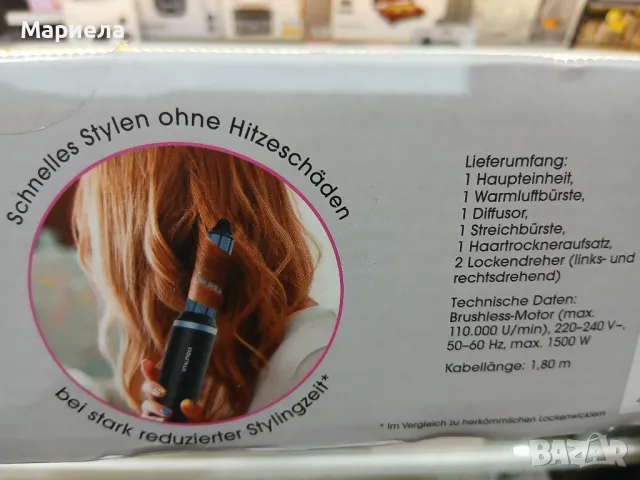 Мариела
Schnelles Stylen ohne Hitzeschäden
bei stark reduzierter Stylingzeit*
Lieferumfang:
1 Haupteinheit,
1 Warmluftbürste,
1 Diffusor,
1 Streichbürste,
1 Haartrockneraufsatz,
2 Lockendreher (links- und
rechtsdrehend)
Technische Daten:
Brushless-Motor (max.
110.000 U/min), 220–240 V~,
50–60 Hz, max. 1500 W
Kabellänge: 1,80 m
* Im Vergleich zu herkömmlichen Lockenwicklern
BAZAR